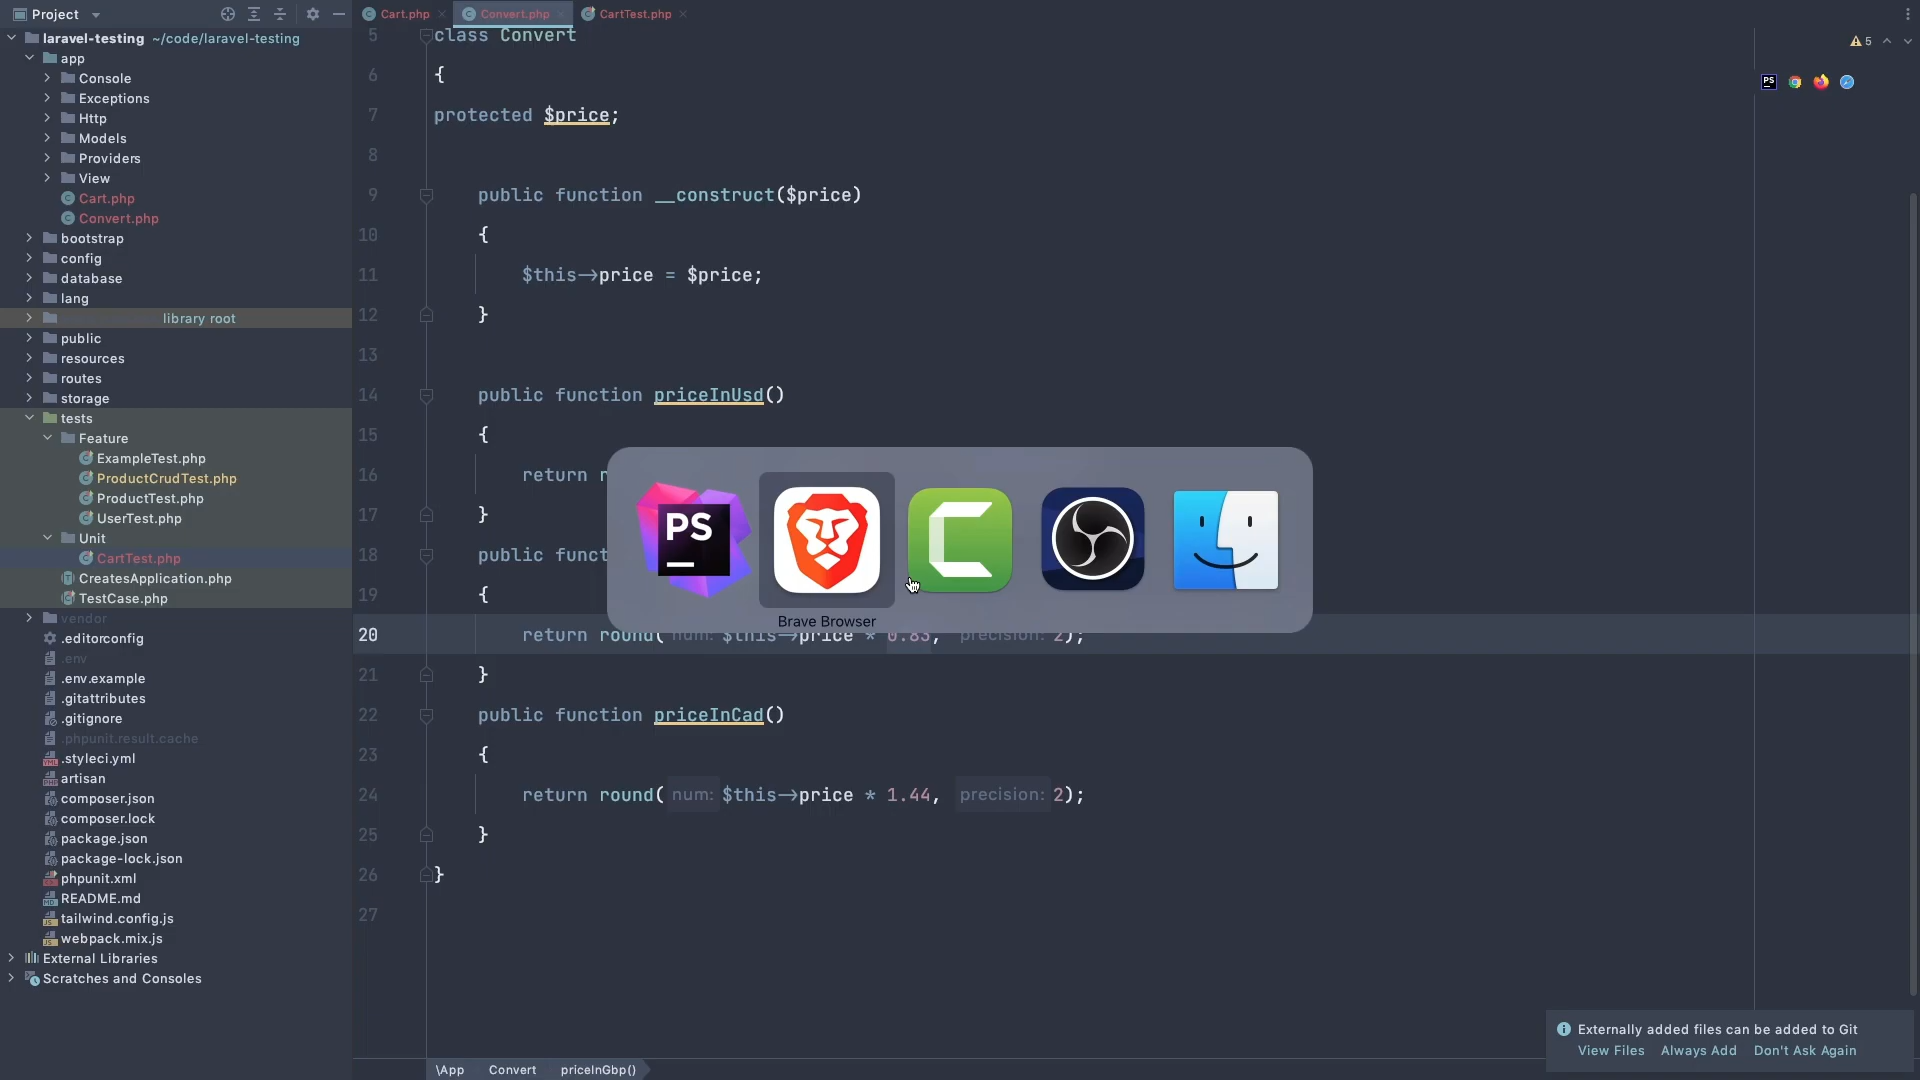 Project
Cart.php
Convert.php
CartTest.php
laravel-testing ~/code/laravel-testing
app
Console
Exceptions
Http
Models
Providers
View
Cart.php
Convert.php
bootstrap
config
database
lang
library root
public
resources
routes
storage
tests
Feature
ExampleTest.php
ProductCrudTest.php
ProductTest.php
UserTest.php
Unit
CartTest.php
CreatesApplication.php
TestCase.php
vendor
.editorconfig
.env
.env.example
.gitattributes
.gitignore
.phpunit.result.cache
.styleci.yml
artisan
composer.json
composer.lock
package.json
package-lock.json
phpunit.xml
README.md
tailwind.config.js
webpack.mix.js
External Libraries
Scratches and Consoles
5 class Convert
6 {
7 protected $price;
8
9 public function __construct($price)
10 {
11 $this->price = $price;
12 }
13
14 public function priceInUsd()
15 {
16 return r
17 }
18 public funct
19 {
20 return round( num: $this->price * 0.83, precision: 2);
21 }
22 public function priceInCad()
23 {
24 return round( num: $this->price * 1.44, precision: 2);
25 }
26 }
27
5
PS
PS
Brave Browser
Externally added files can be added to Git
View Files Always Add Don't Ask Again
\App Convert priceInGbp()